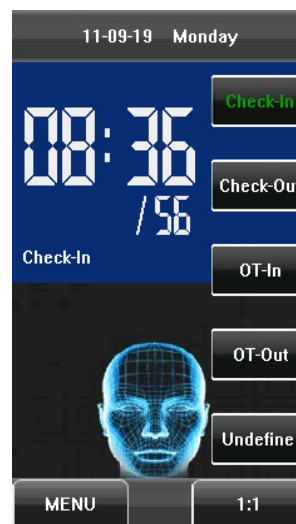 11-09-19 Monday
Check-In
08:36
Check-Ou
/56
Check-In
OT-In
OT-Out
Undefine
MENU
1:1